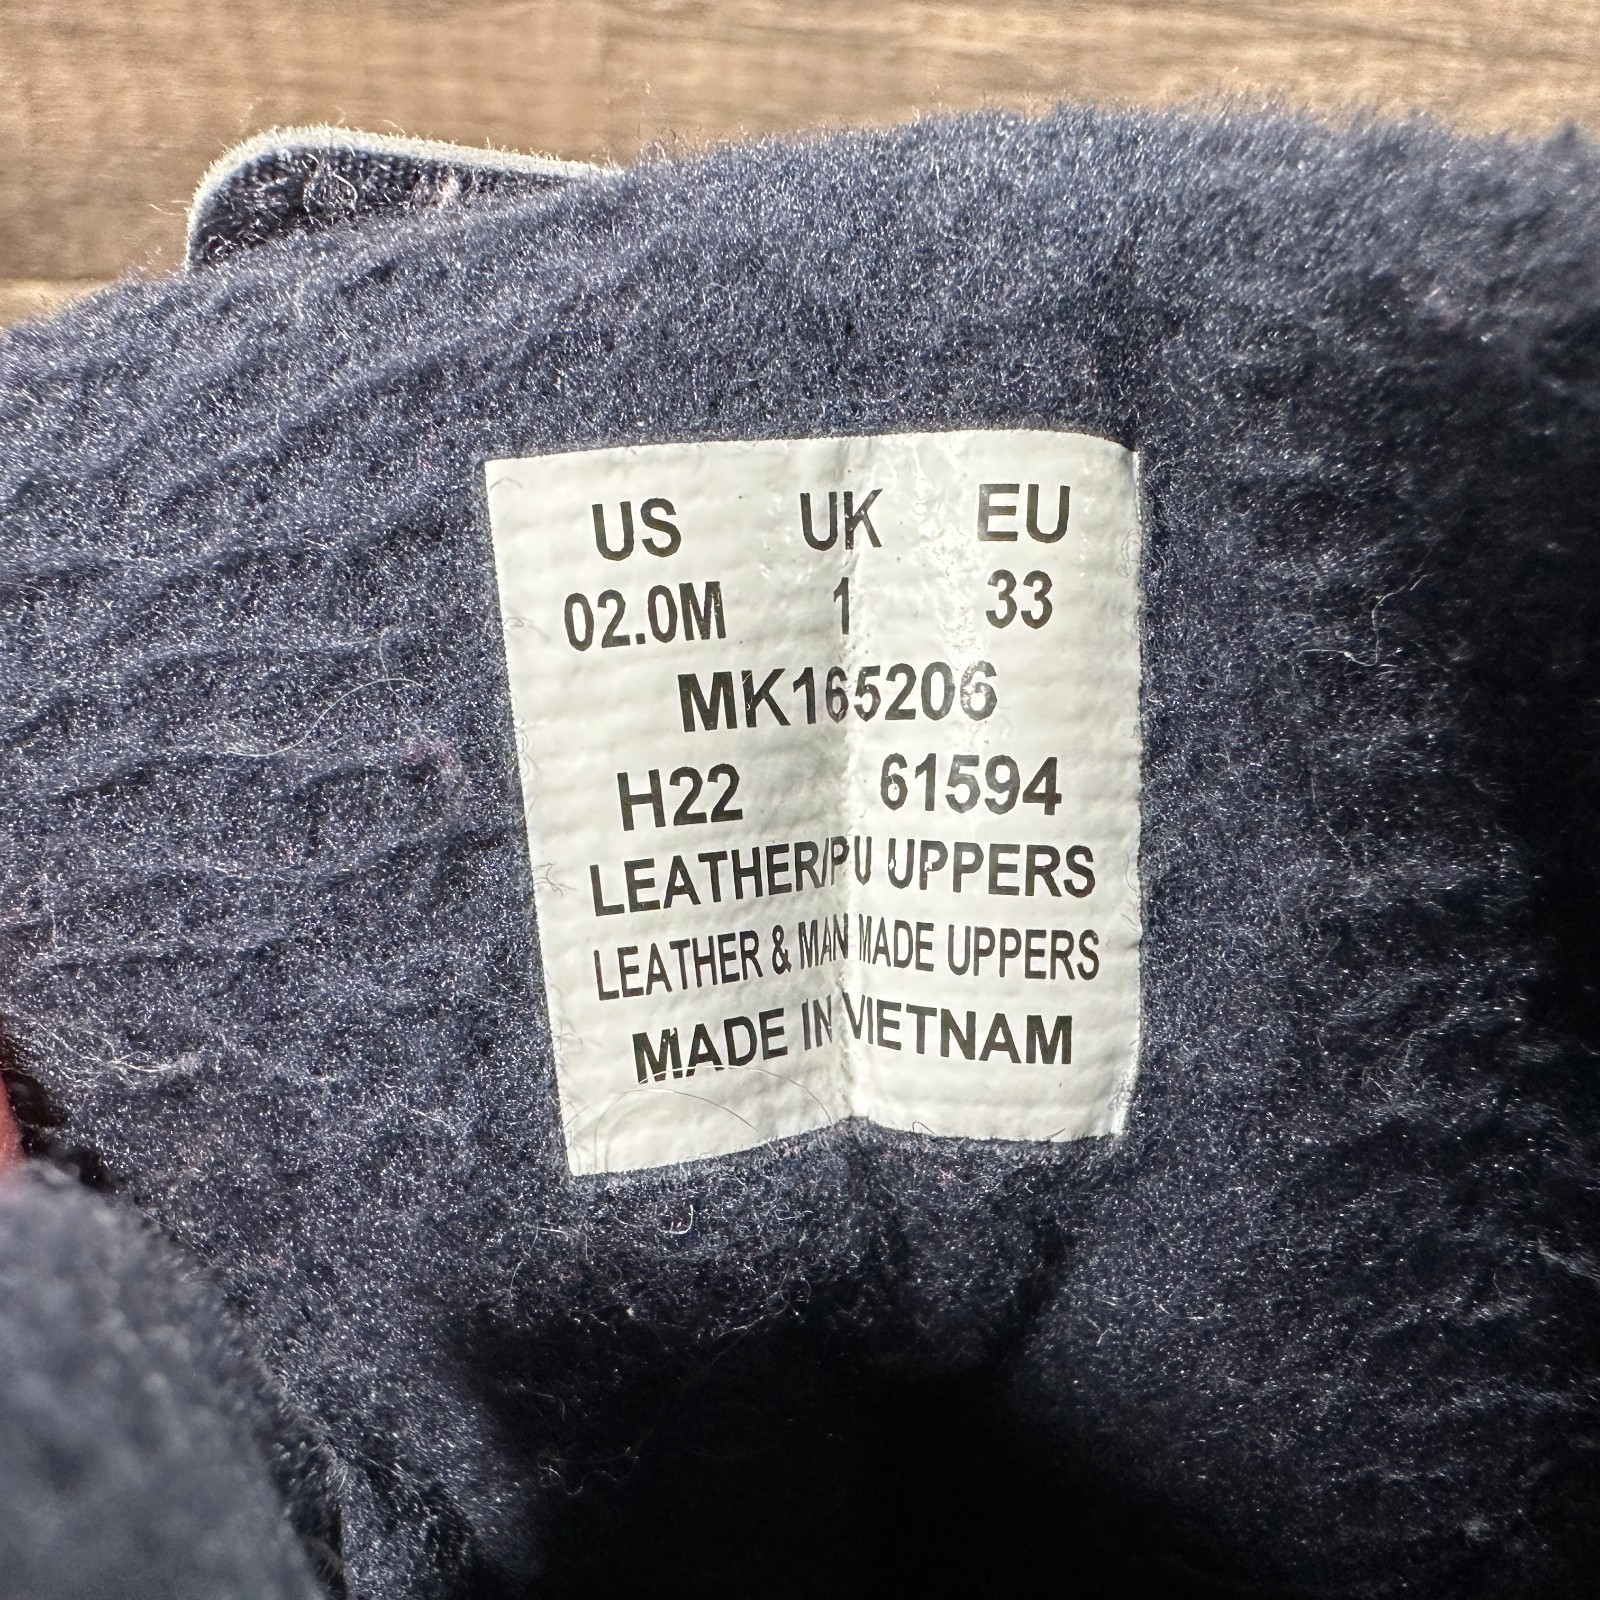 US UK EU
02.0M 1 33
MK165206
H22 61594
LEATHER/PU UPPERS
LEATHER & MAN MADE UPPERS
MADE IN VIETNAM